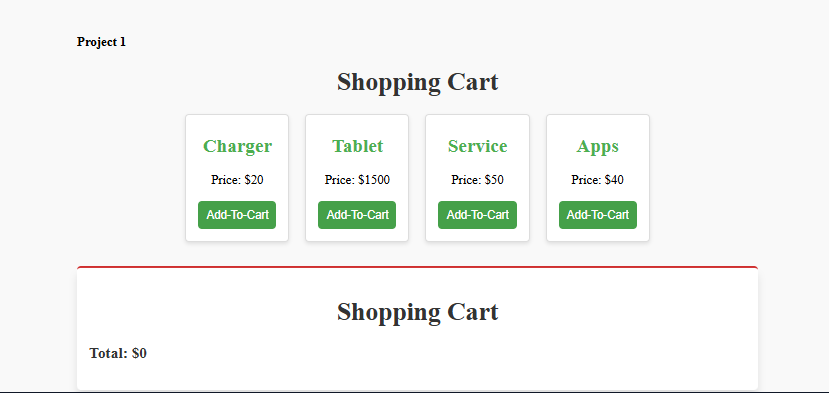 Project 1
Shopping Cart
Charger Tablet Service Apps
Price: $20 Price: $1500 Price: $50 Price: $40
Add-To-Cart Add-To-Cart Add-To-Cart Add-To-Cart
Shopping Cart
Total: $0